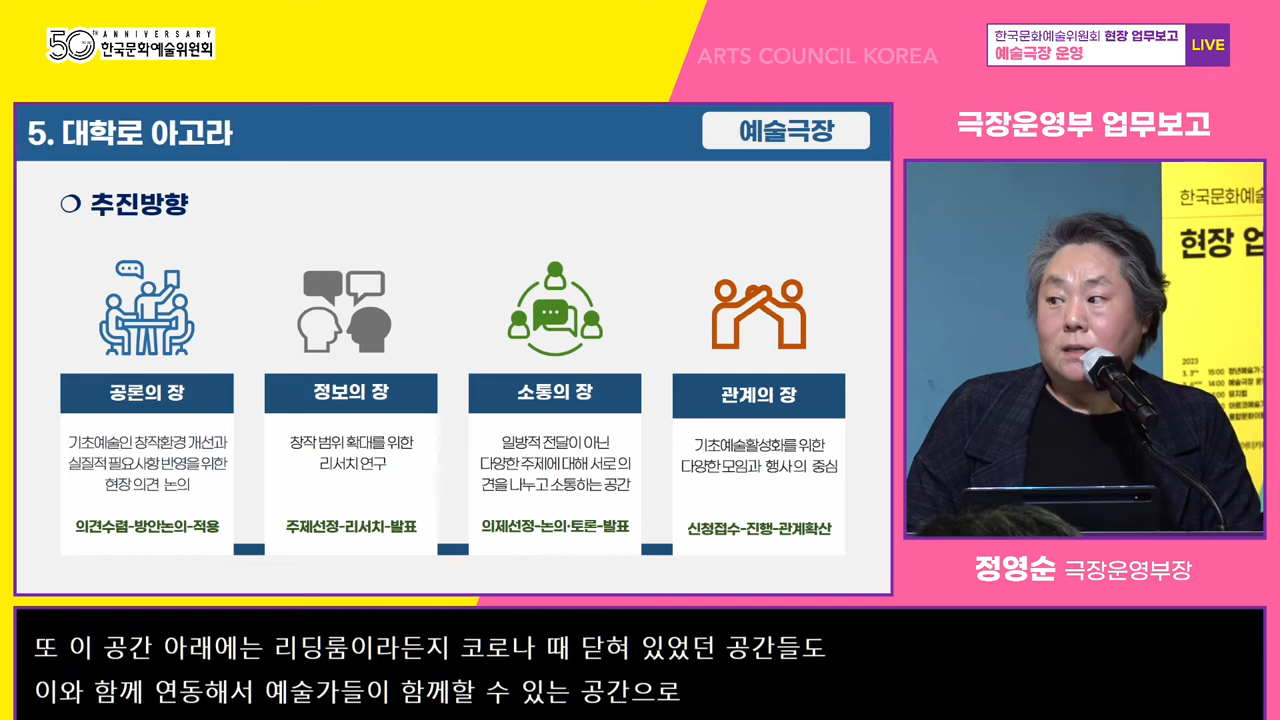 50TH ANNIVERSARY
한국문화예술위원회
ARTS COUNCIL KOREA
한국문화예술위원회 현장 업무보고
예술극장 운영
LIVE
5. 대학로 아고라
예술극장
추진방향
공론의 장
기초예술인 창작환경 개선과
실질적 필요사항 반영을 위한
현장 의견 논의
의견수렴-방안논의-적용
정보의 장
창작 범위 확대를 위한
리서치 연구
주제선정-리서치-발표
소통의 장
일방적 전달이 아닌
다양한 주제에 대해 서로 의
견을 나누고 소통하는 공간
의제선정-논의·토론-발표
관계의 장
기초예술활성화를 위한
다양한 모임과 행사의 중심
신청접수-진행-관계확산
극장운영부 업무보고
한국문화예
현장 업
2023
정영순 극장운영부장
또 이 공간 아래에는 리딩룸이라든지 코로나 때 닫혀 있었던 공간들도
이와 함께 연동해서 예술가들이 함께할 수 있는 공간으로